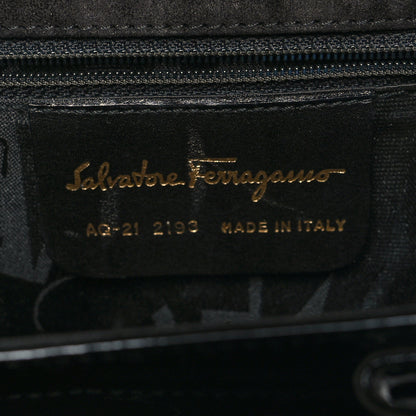 Salvatore Ferragamo
AQ-21 2193 MADE IN ITALY